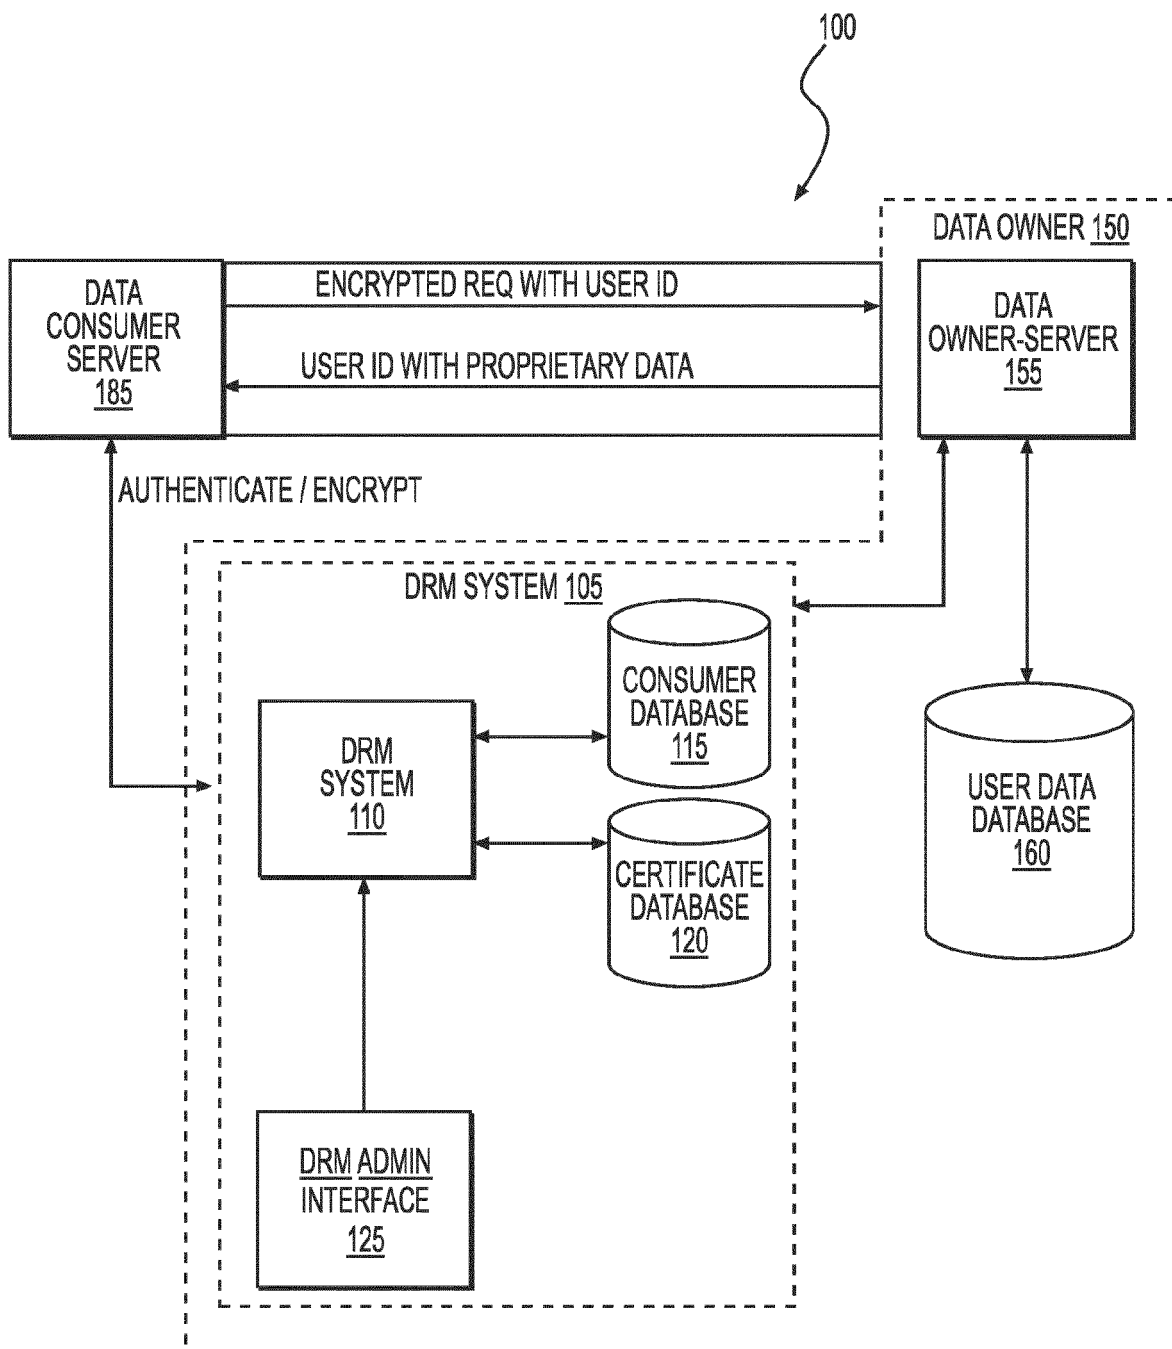 100
DATA OWNER 150
DATA
CONSUMER
SERVER
185
ENCRYPTED REQ WITH USER ID
USER ID WITH PROPRIETARY DATA
DATA
OWNER-SERVER
155
AUTHENTICATE / ENCRYPT
DRM SYSTEM 105
CONSUMER
DATABASE
115
DRM
SYSTEM
110
USER DATA
DATABASE
160
CERTIFICATE
DATABASE
120
DRM ADMIN
INTERFACE
125